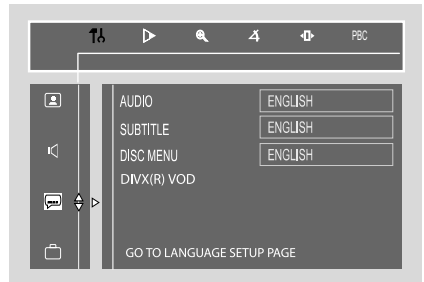 PBC
AUDIO ENGLISH
SUBTITLE ENGLISH
DISC MENU ENGLISH
DIVX(R) VOD
GO TO LANGUAGE SETUP PAGE